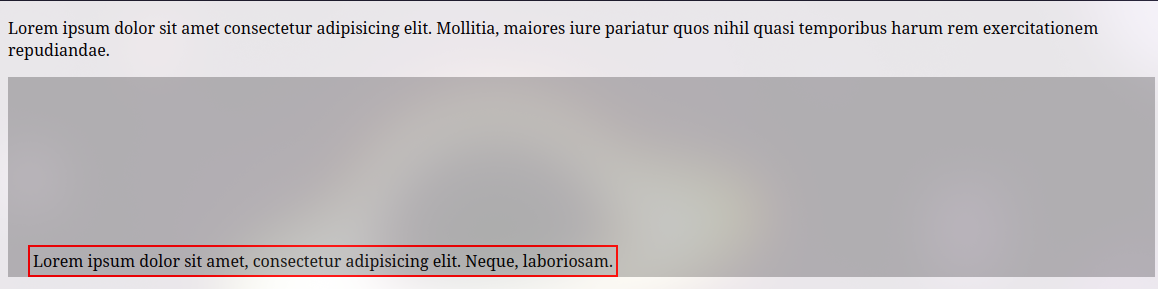 Lorem ipsum dolor sit amet consectetur adipisicing elit. Mollitia, maiores iure pariatur quos nihil quasi temporibus harum rem exercitationem
repudiandae.
Lorem ipsum dolor sit amet, consectetur adipisicing elit. Neque, laboriosam.